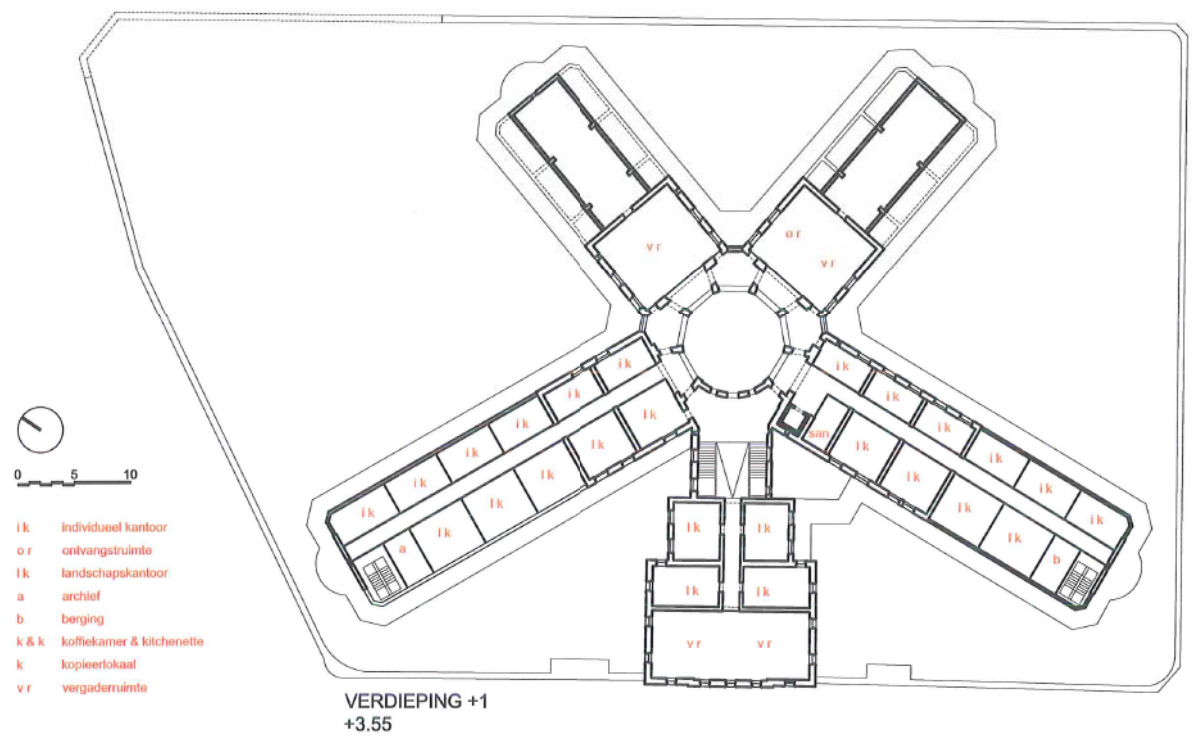 v r
o r
v r
i k
i k
i k
i k
i k
i k
l k
l k
l k
l k
l k
a
i k
i k
i k
i k
i k
i k
san
l k
l k
l k
l k
b
l k
l k
l k
l k
v r
v r
0 5 10
i k individueel kantoor
o r ontvangstruimte
l k landschapskantoor
a archief
b berging
k & k koffiekamer & kitchenette
k kopieerlokaal
v r vergaderruimte
VERDIEPING +1
+3.55